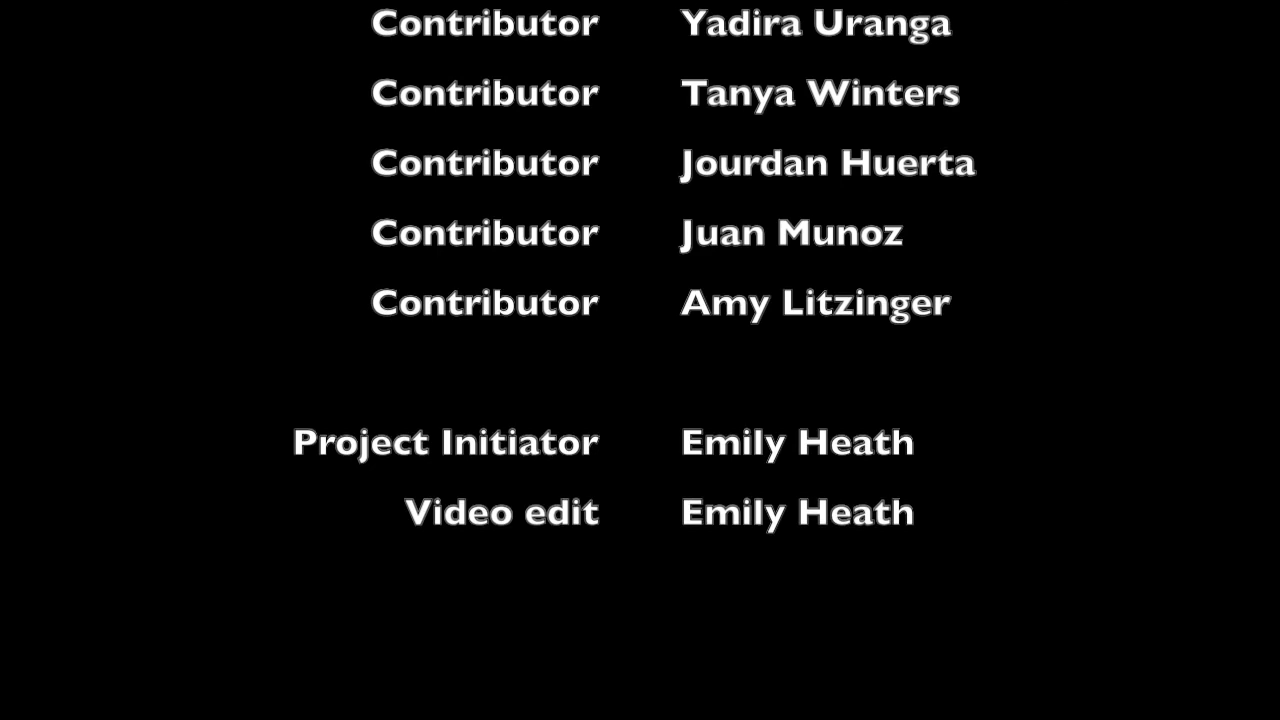 Contributor Yadira Uranga
Contributor Tanya Winters
Contributor Jourdan Huerta
Contributor Juan Munoz
Contributor Amy Litzinger
Project Initiator Emily Heath
Video edit Emily Heath